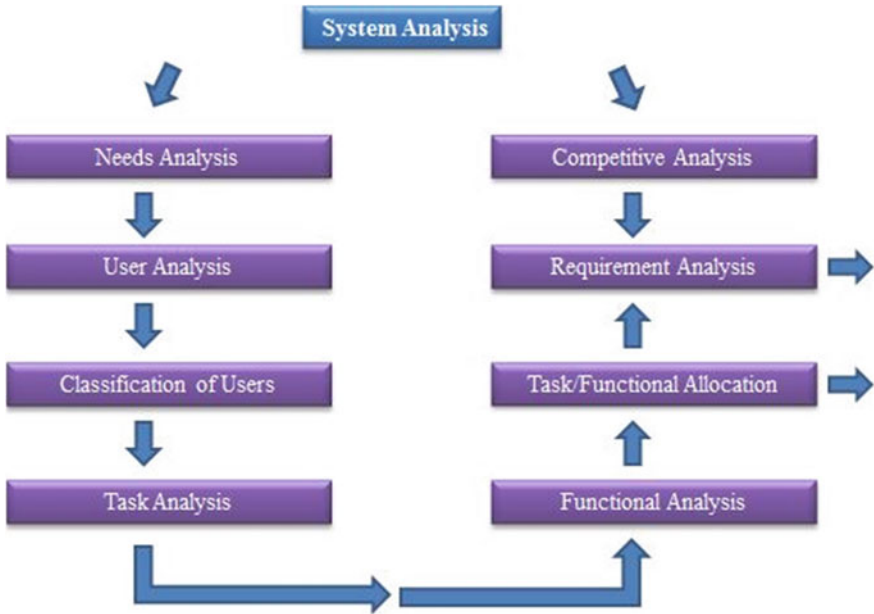 System Analysis
Needs Analysis
Competitive Analysis
User Analysis
Requirement Analysis
Classification of Users
Task/Functional Allocation
Task Analysis
Functional Analysis